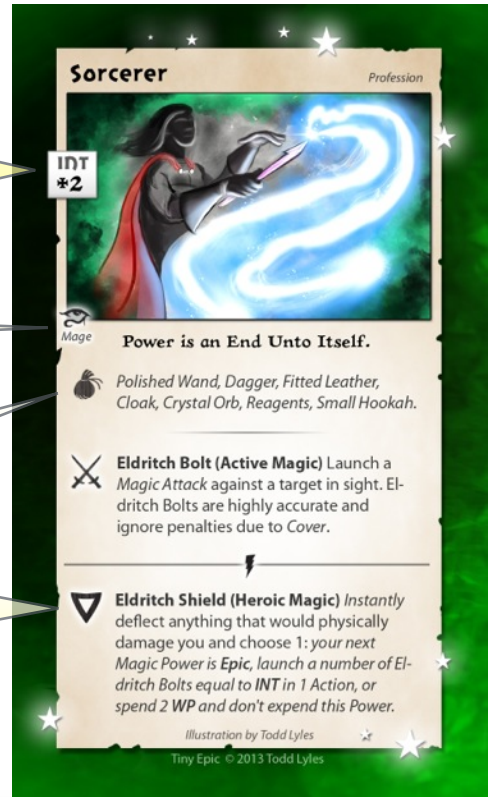 Sorcerer
Profession
INT
+2
Mage
Power is an End Unto Itself.
Polished Wand, Dagger, Fitted Leather,
Cloak, Crystal Orb, Reagents, Small Hookah.
Eldritch Bolt (Active Magic) Launch a
Magic Attack against a target in sight. El-
dritch Bolts are highly accurate and
ignore penalties due to Cover.
Eldritch Shield (Heroic Magic) Instantly
deflect anything that would physically
damage you and choose 1: your next
Magic Power is Epic, launch a number of El-
dritch Bolts equal to INT in 1 Action, or
spend 2 WP and don't expend this Power.
Illustration by Todd Lyles
Tiny Epic © 2013 Todd Lyles